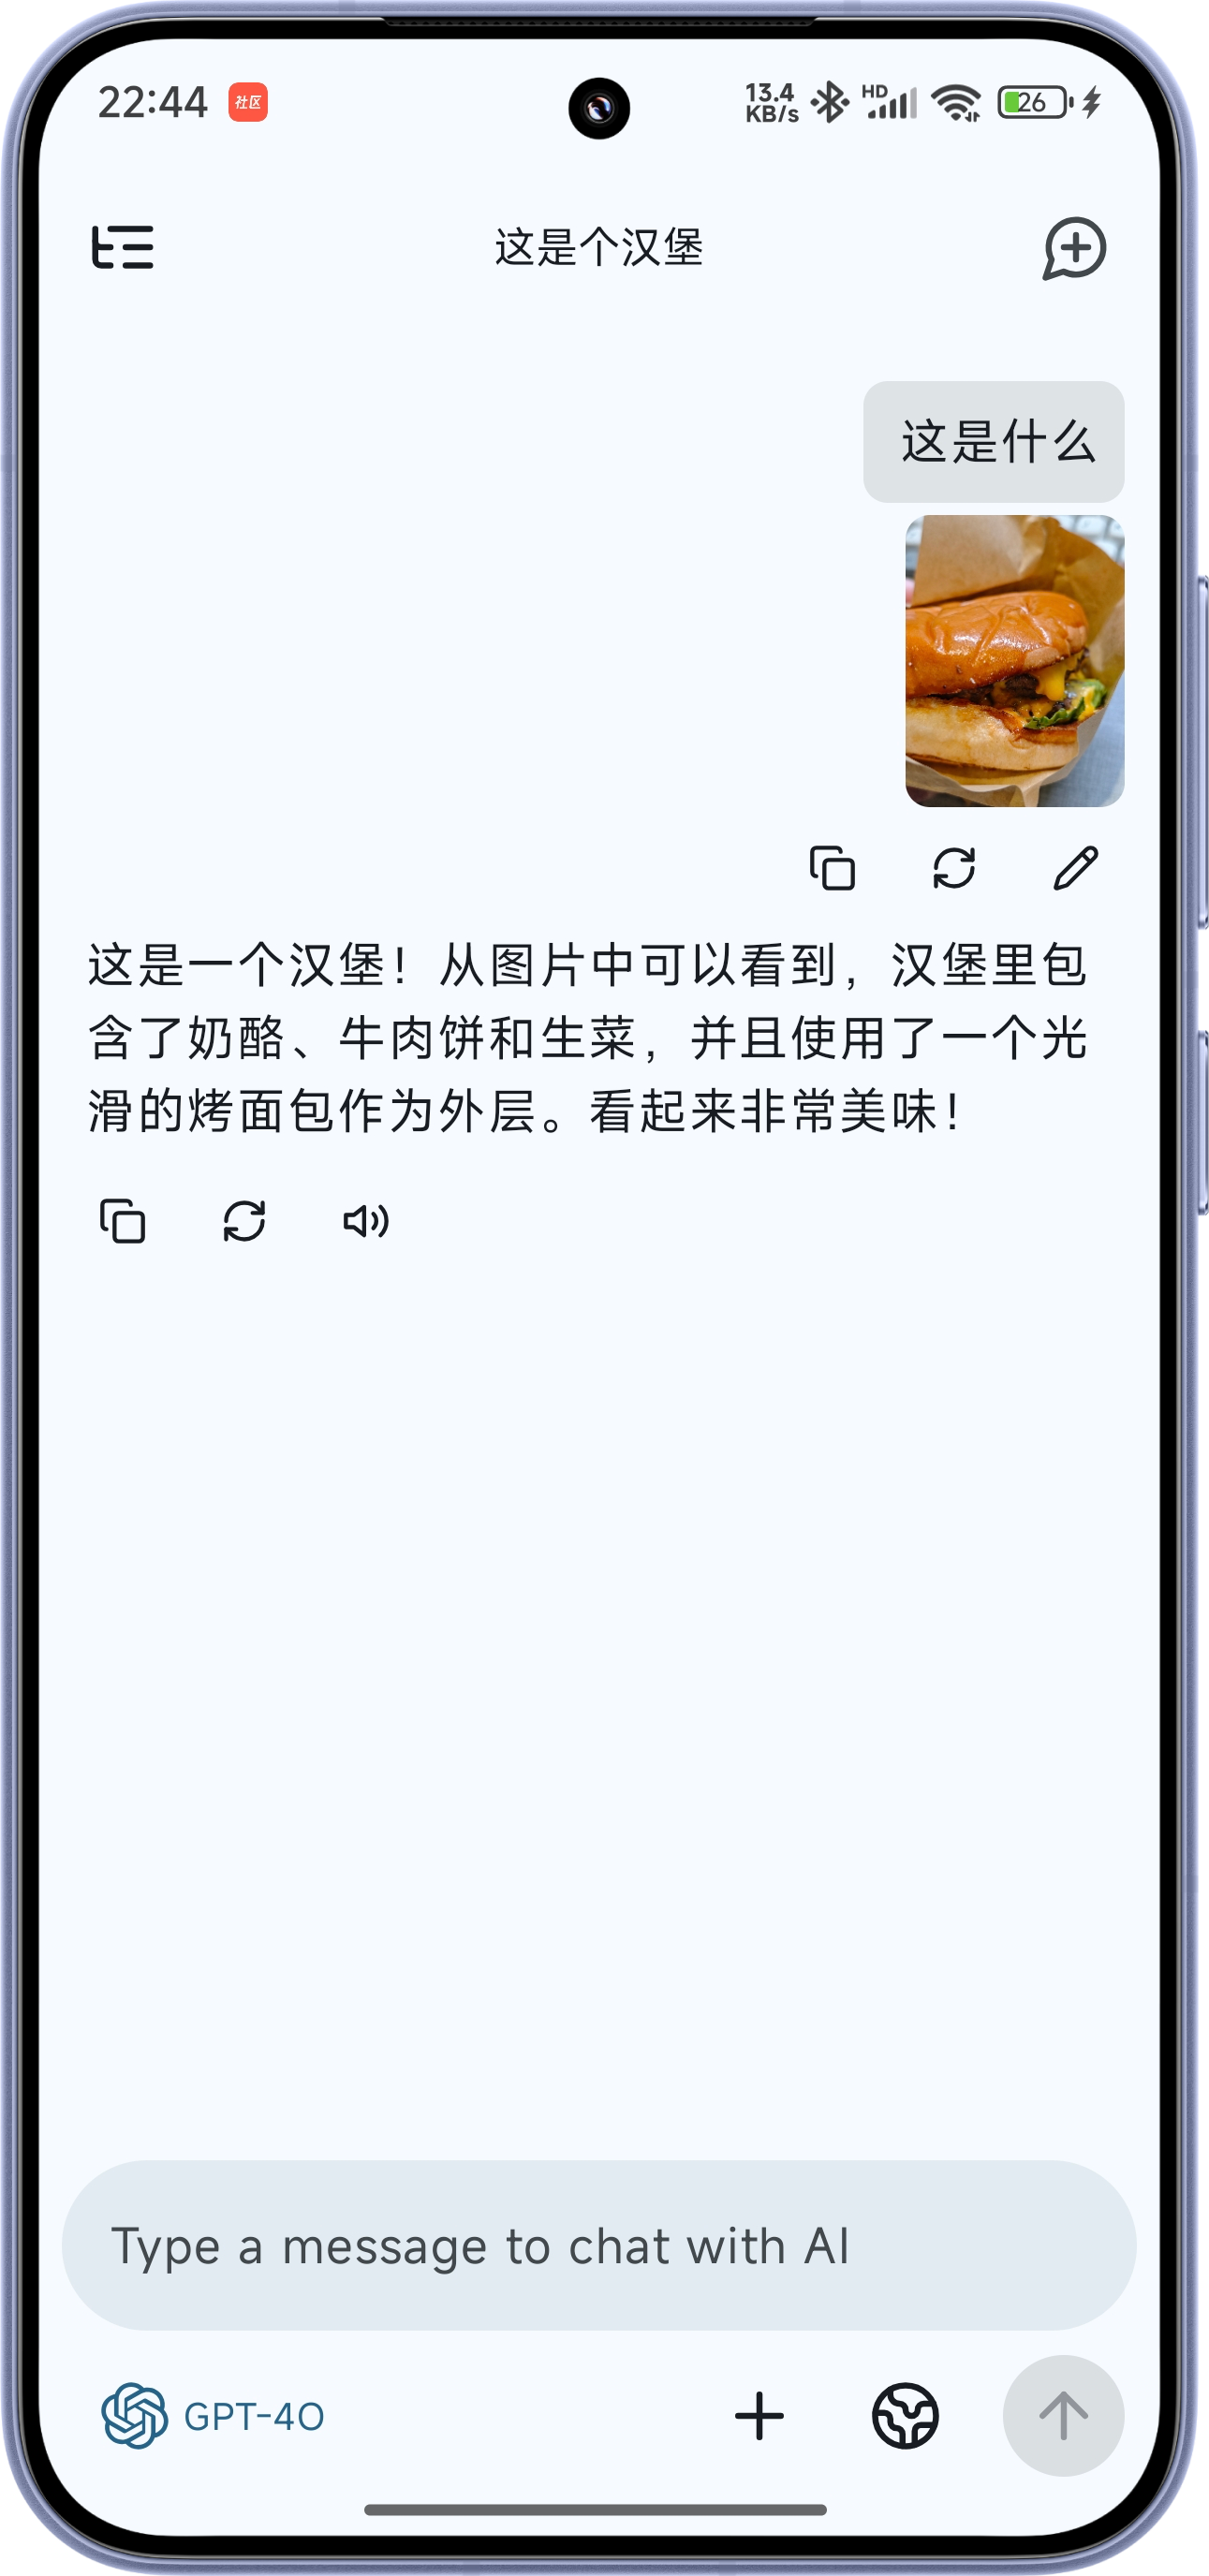 22:44 社区 13.4 KB/s HD 26
这是个汉堡
这是什么
这是一个汉堡！从图片中可以看到，汉堡里包
含了奶酪、牛肉饼和生菜，并且使用了一个光
滑的烤面包作为外层。看起来非常美味！
Type a message to chat with AI
GPT-4O